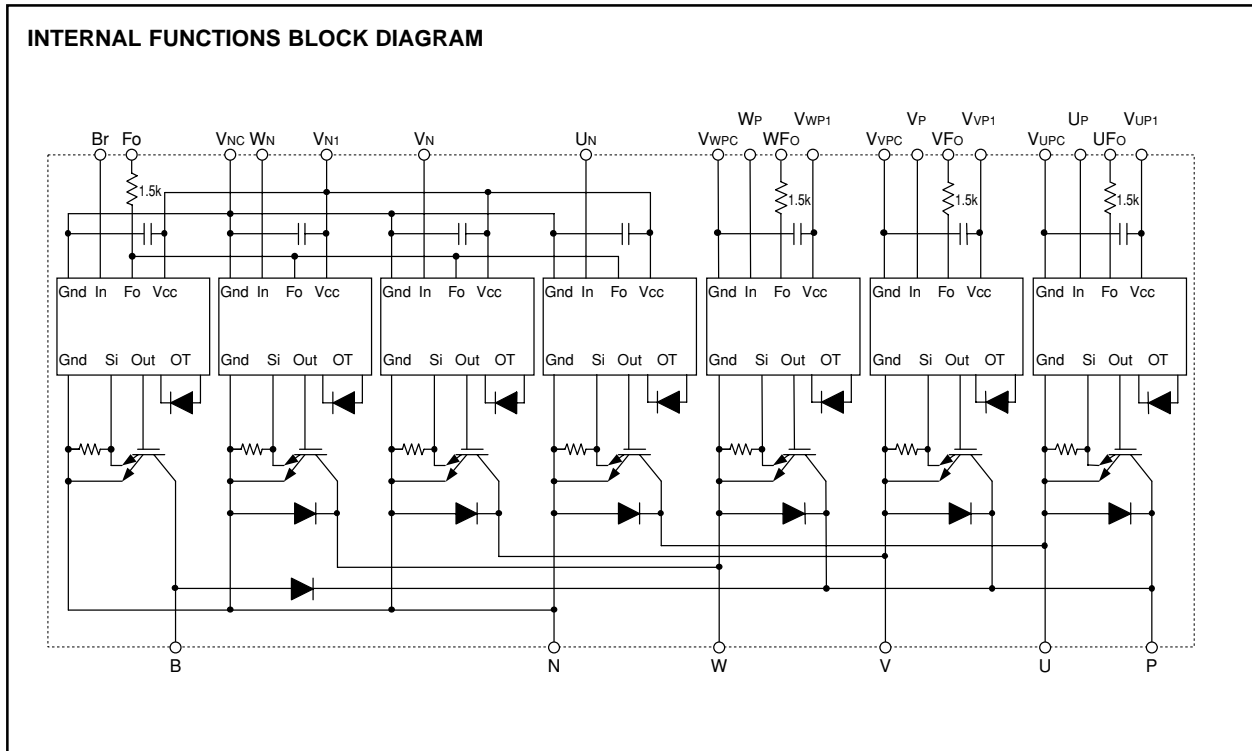 INTERNAL FUNCTIONS BLOCK DIAGRAM
WP VWP1 VP VVP1 UP VUP1
Br Fo VNC WN VN1 VN UN VWPC WFO VVPC VFO VUPC UFO
1.5k 1.5k 1.5k 1.5k
Gnd In Fo Vcc Gnd In Fo Vcc Gnd In Fo Vcc Gnd In Fo Vcc Gnd In Fo Vcc Gnd In Fo Vcc Gnd In Fo Vcc
Gnd Si Out OT Gnd Si Out OT Gnd Si Out OT Gnd Si Out OT Gnd Si Out OT Gnd Si Out OT Gnd Si Out OT
B N W V U P